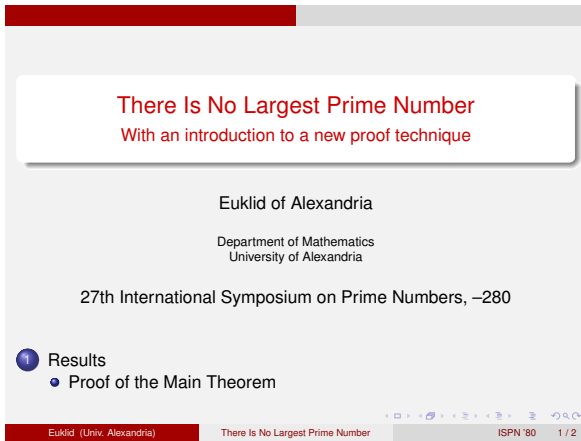 There Is No Largest Prime Number
With an introduction to a new proof technique
Euklid of Alexandria
Department of Mathematics
University of Alexandria
27th International Symposium on Prime Numbers, –280
1 Results
Proof of the Main Theorem
Euklid (Univ. Alexandria) There Is No Largest Prime Number ISPN ’80 1 / 2